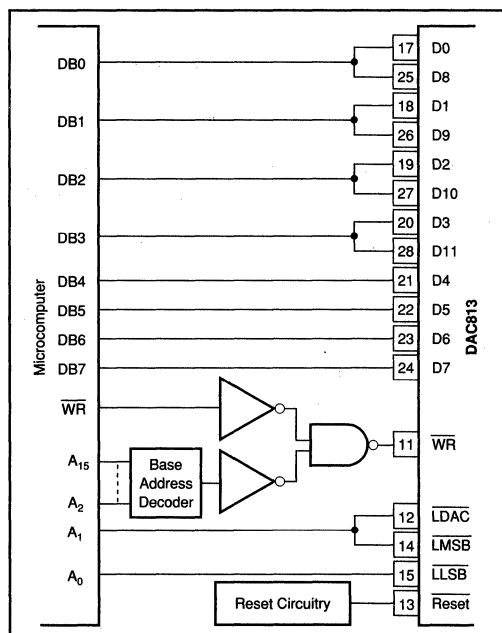 DB0 17 D0
25 D8
DB1 18 D1
26 D9
DB2 19 D2
27 D10
DB3 20 D3
28 D11
DB4 21 D4
DB5 22 D5
DB6 23 D6
DB7 24 D7
Microcomputer
DAC813
WR 11 WR
A15
Base
Address
Decoder
A2
A1 12 LDAC
14 LMSB
A0 15 LLSB
Reset Circuitry 13 Reset